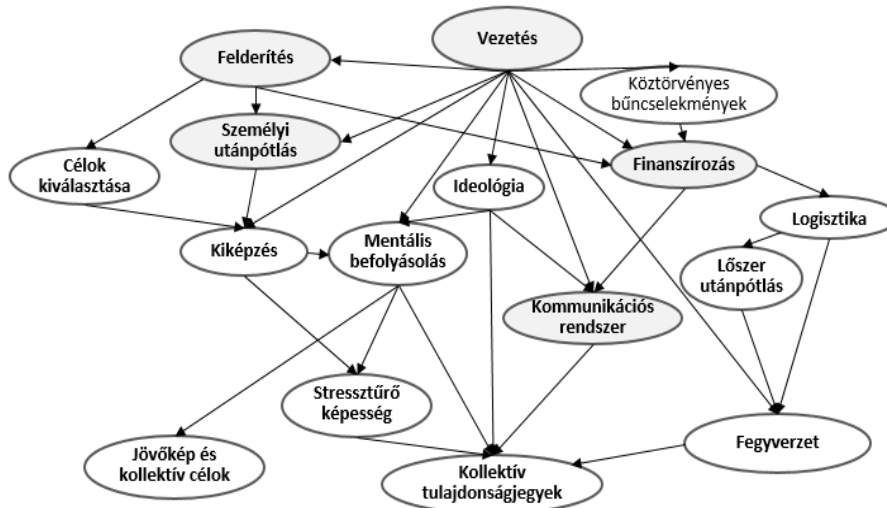 Vezetés
Felderítés
Köztörvényes
bűncselekmények
Személyi
utánpótlás
Célok
kiválasztása
Ideológia
Finanszírozás
Logisztika
Kiképzés
Mentális
befolyásolás
Lőszer
utánpótlás
Kommunikációs
rendszer
Stressztűrő
képesség
Fegyverzet
Jövőkép és
kollektív célok
Kollektív
tulajdonságjegyek